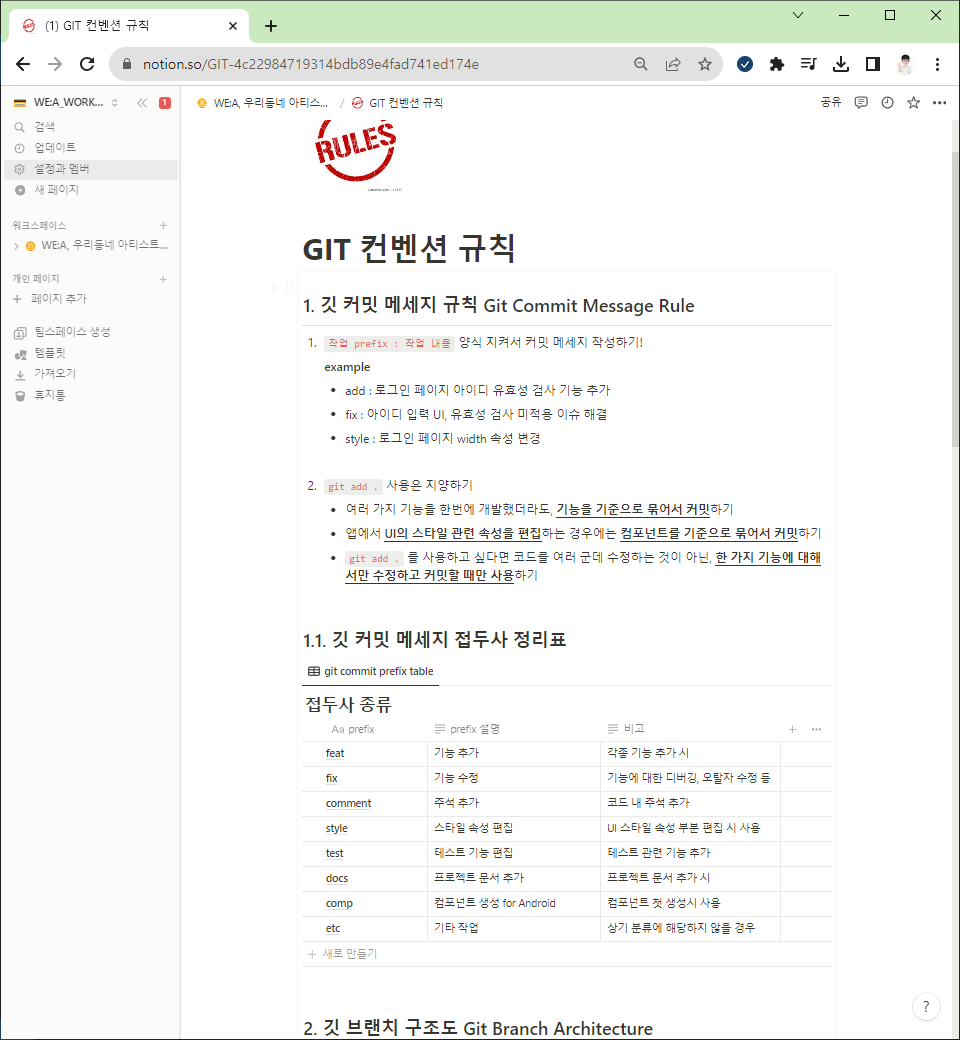 (1) GIT 컨벤션 규칙
notion.so/GIT-4c22984719314bdb89e4fad741ed174e
WE:A_WORK...
1
검색
업데이트
설정과 멤버
새 페이지
워크스페이스
WE:A, 우리동네 아티스트...
개인 페이지
페이지 추가
팀스페이스 생성
템플릿
가져오기
휴지통
WE:A, 우리동네 아티스... / GIT 컨벤션 규칙
공유
RULES
GIT 컨벤션 규칙
1. 깃 커밋 메세지 규칙 Git Commit Message Rule
1. 작업 prefix : 작업 내용 양식 지켜서 커밋 메세지 작성하기!
example
• add : 로그인 페이지 아이디 유효성 검사 기능 추가
• fix : 아이디 입력 UI, 유효성 검사 미적용 이슈 해결
• style : 로그인 페이지 width 속성 변경
2. git add . 사용은 지양하기
• 여러 가지 기능을 한번에 개발했더라도, 기능을 기준으로 묶어서 커밋하기
• 앱에서 UI의 스타일 관련 속성을 편집하는 경우에는 컴포넌트를 기준으로 묶어서 커밋하기
• git add . 를 사용하고 싶다면 코드를 여러 군데 수정하는 것이 아닌, 한 가지 기능에 대해
서만 수정하고 커밋할 때만 사용하기
1.1. 깃 커밋 메세지 접두사 정리표
git commit prefix table
접두사 종류
Aa prefix prefix 설명 비고
feat 기능 추가 각종 기능 추가 시
fix 기능 수정 기능에 대한 디버깅, 오탈자 수정 등
comment 주석 추가 코드 내 주석 추가
style 스타일 속성 편집 UI 스타일 속성 부분 편집 시 사용
test 테스트 기능 편집 테스트 관련 기능 추가
docs 프로젝트 문서 추가 프로젝트 문서 추가 시
comp 컴포넌트 생성 for Android 컴포넌트 첫 생성시 사용
etc 기타 작업 상기 분류에 해당하지 않을 경우
+ 새로 만들기
2. 깃 브랜치 구조도 Git Branch Architecture
?